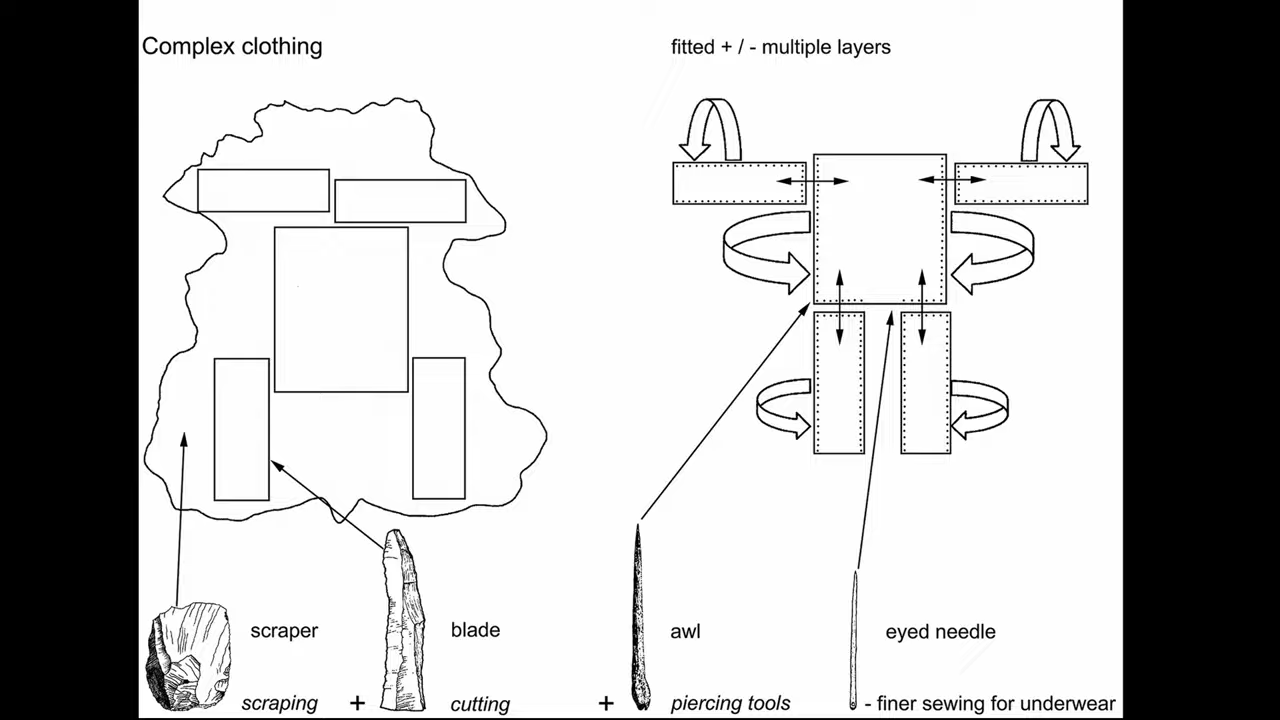 Complex clothing
fitted + / - multiple layers
scraper
blade
awl
eyed needle
scraping + cutting + piercing tools - finer sewing for underwear